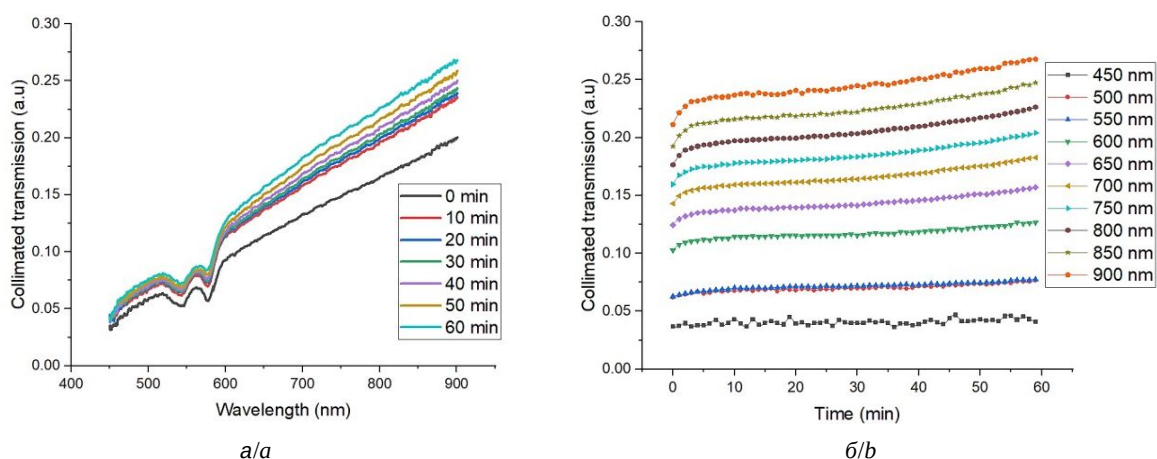 0.30
0.25
0.20
0.15
0.10
0.05
0.00
Collimated transmission (a.u)
400 500 600 700 800 900
Wavelength (nm)
0 min
10 min
20 min
30 min
40 min
50 min
60 min
a/a
0.30
0.25
0.20
0.15
0.10
0.05
0.00
Collimated transmission (a.u)
0 10 20 30 40 50 60
Time (min)
450 nm
500 nm
550 nm
600 nm
650 nm
700 nm
750 nm
800 nm
850 nm
900 nm
б/b